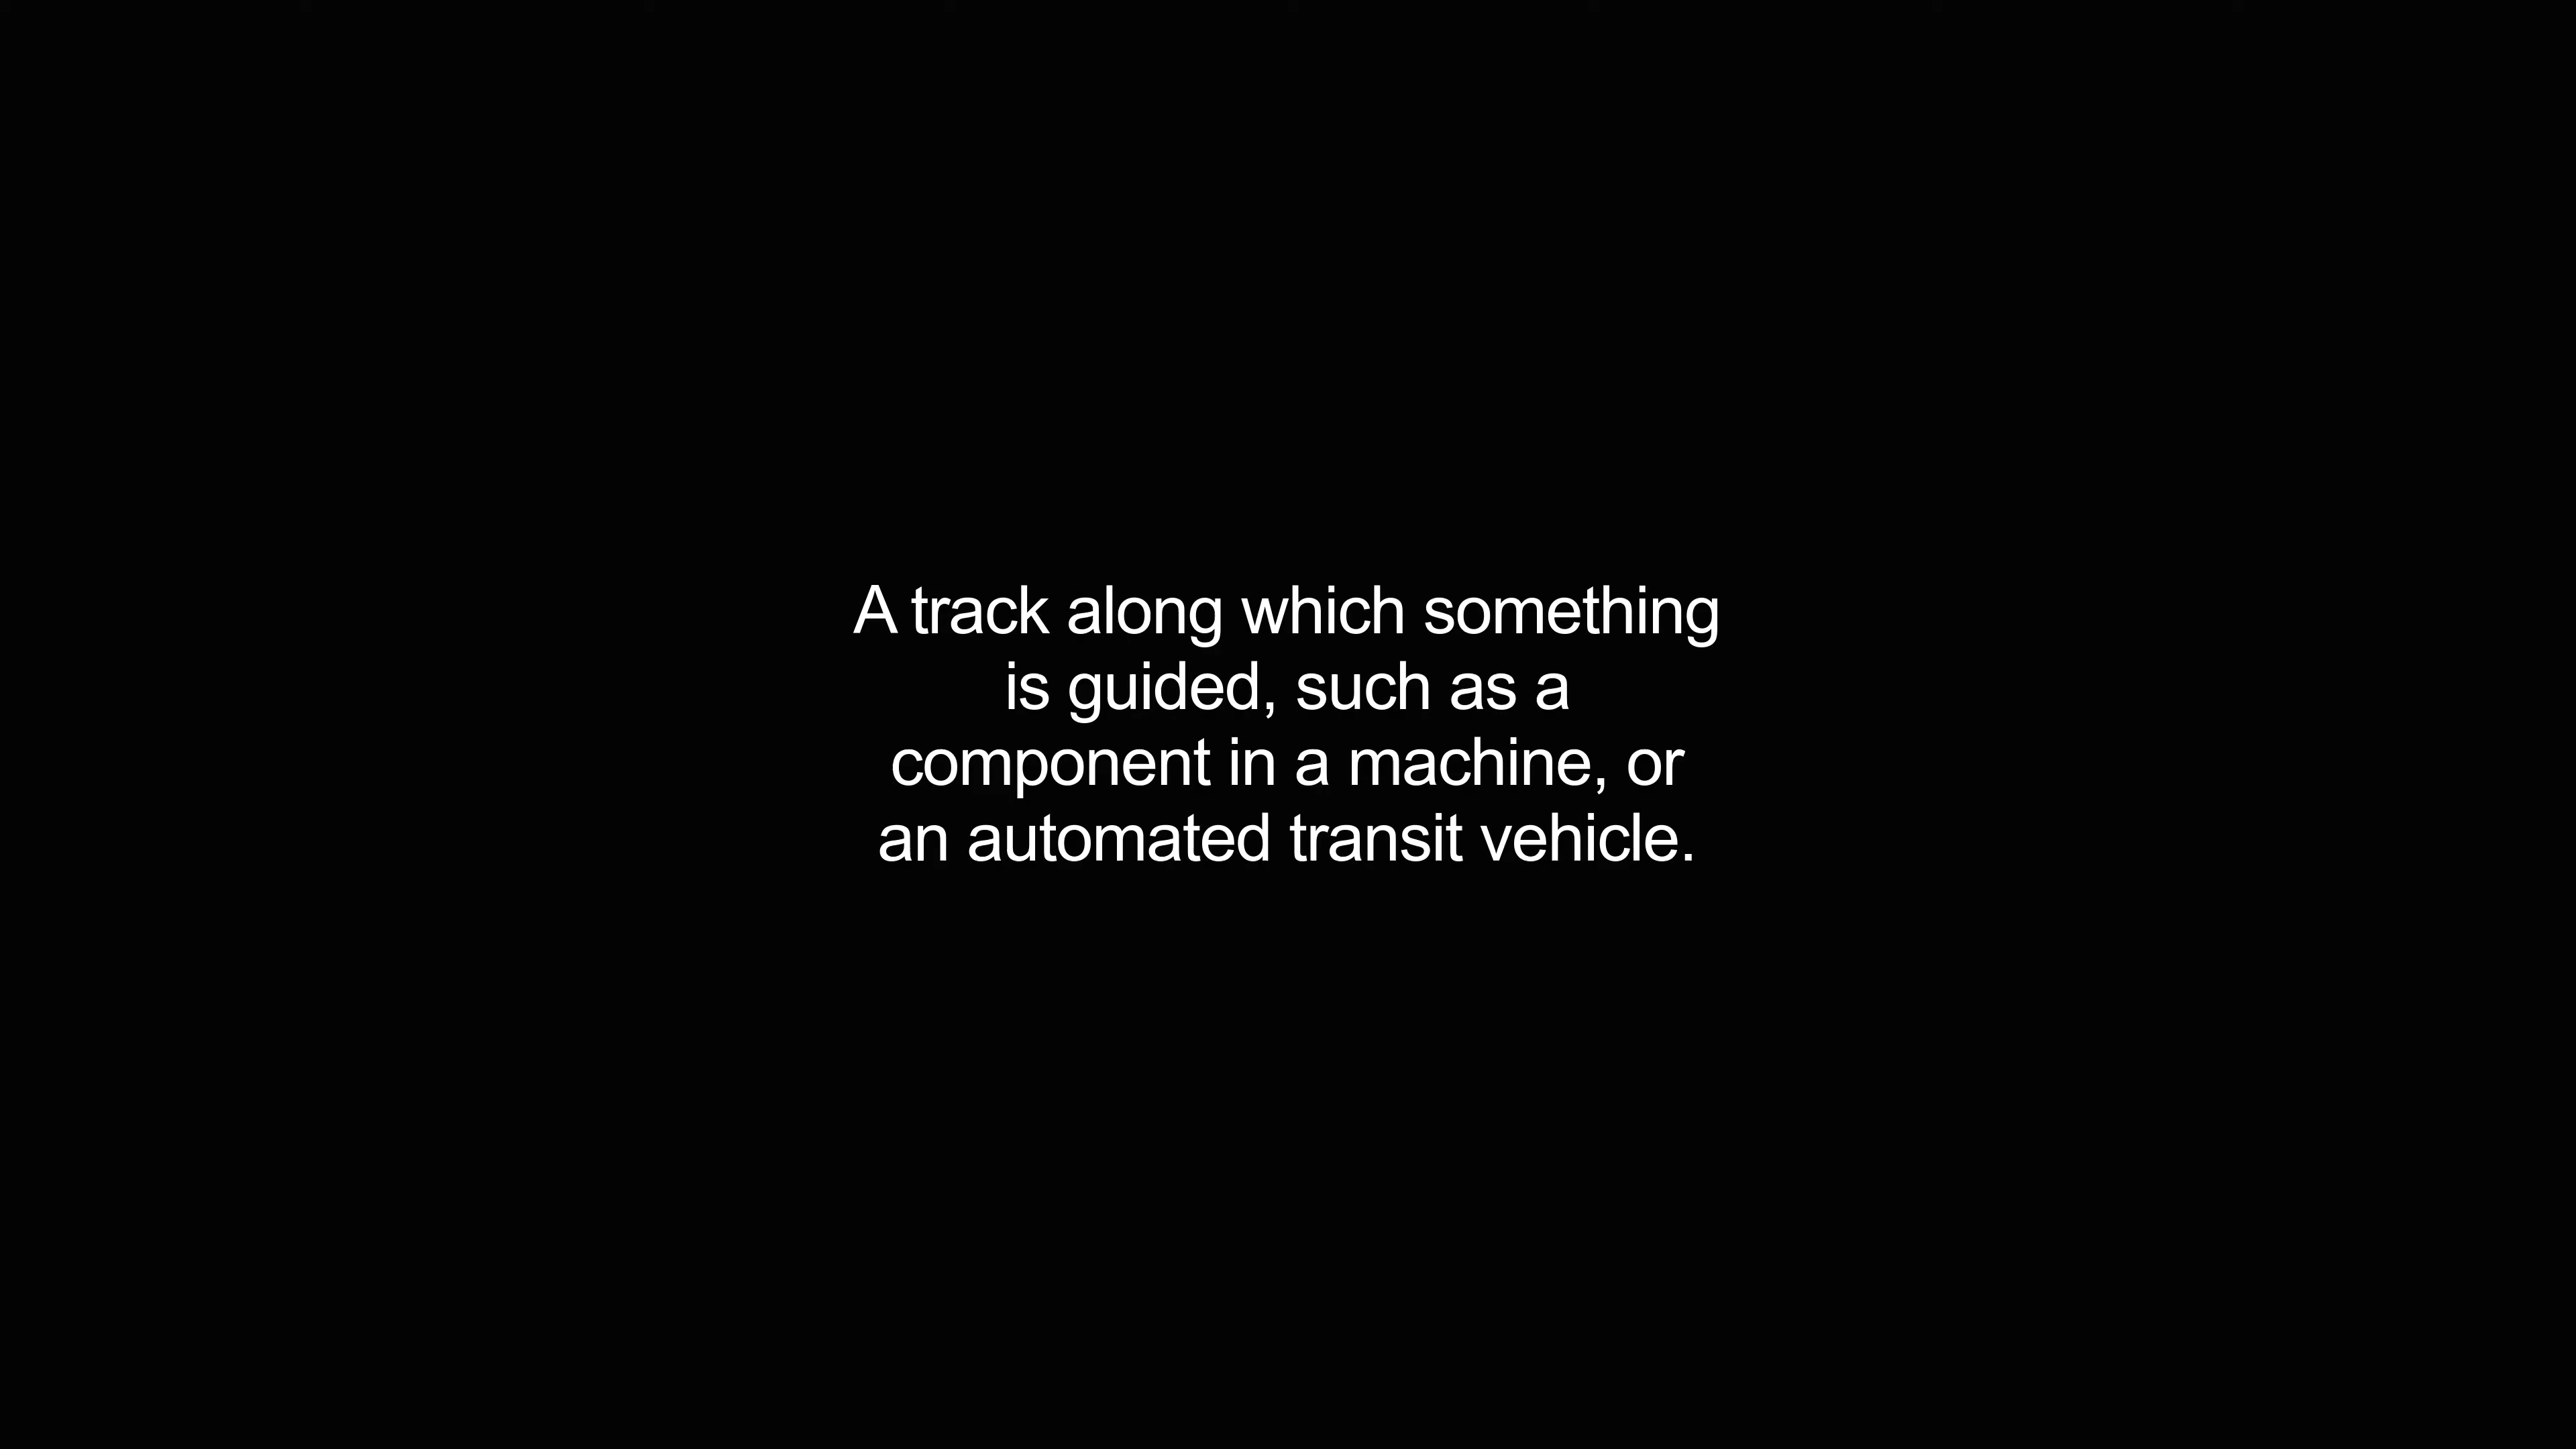 A track along which something
is guided, such as a
component in a machine, or
an automated transit vehicle.